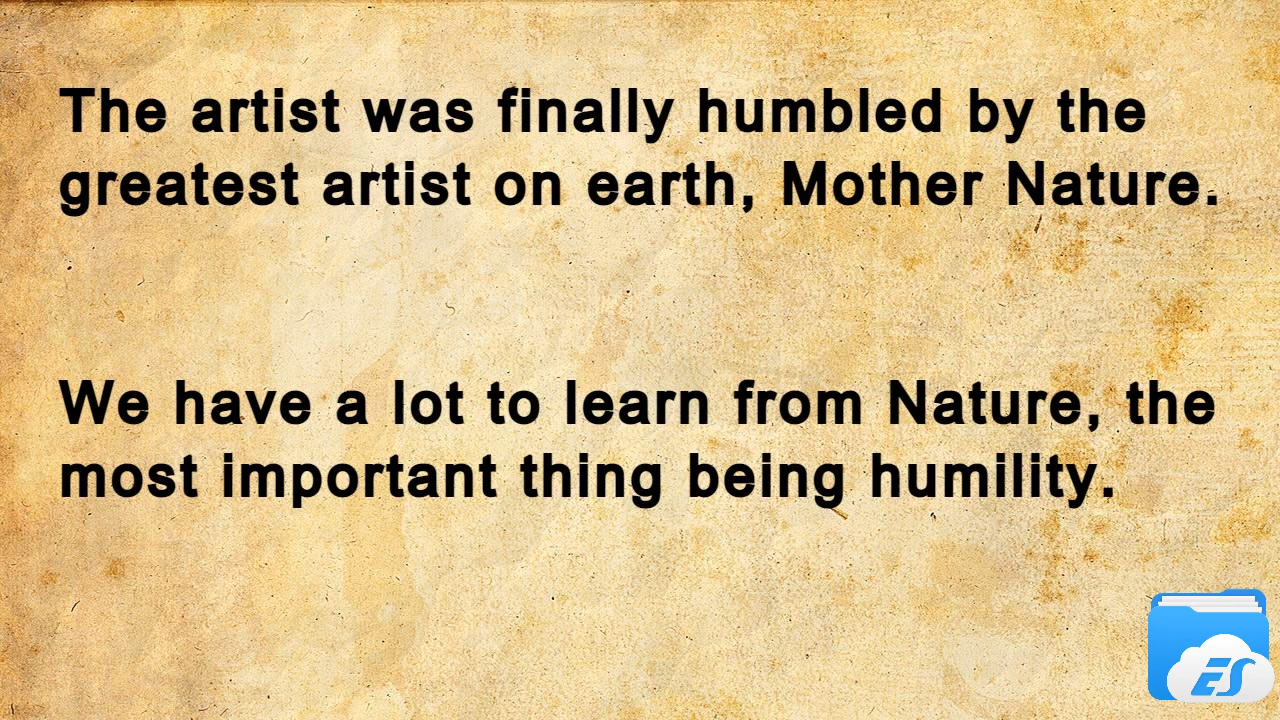 The artist was finally humbled by the
greatest artist on earth, Mother Nature.
We have a lot to learn from Nature, the
most important thing being humility.
ES